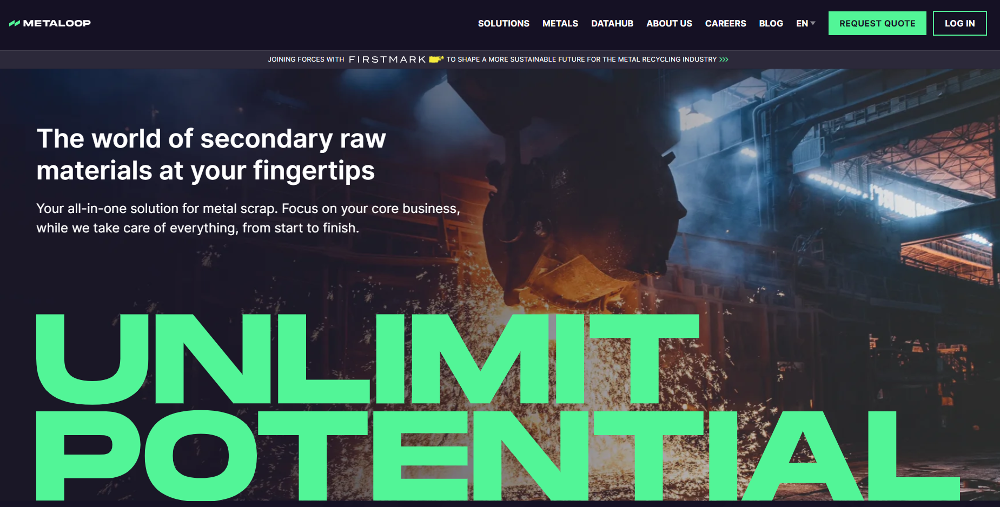 METALOOP
SOLUTIONS METALS DATAHUB ABOUT US CAREERS BLOG EN REQUEST QUOTE LOG IN
JOINING FORCES WITH FIRSTMARK TO SHAPE A MORE SUSTAINABLE FUTURE FOR THE METAL RECYCLING INDUSTRY
The world of secondary raw
materials at your fingertips
Your all-in-one solution for metal scrap. Focus on your core business,
while we take care of everything, from start to finish.
UNLIMIT
POTENTIAL